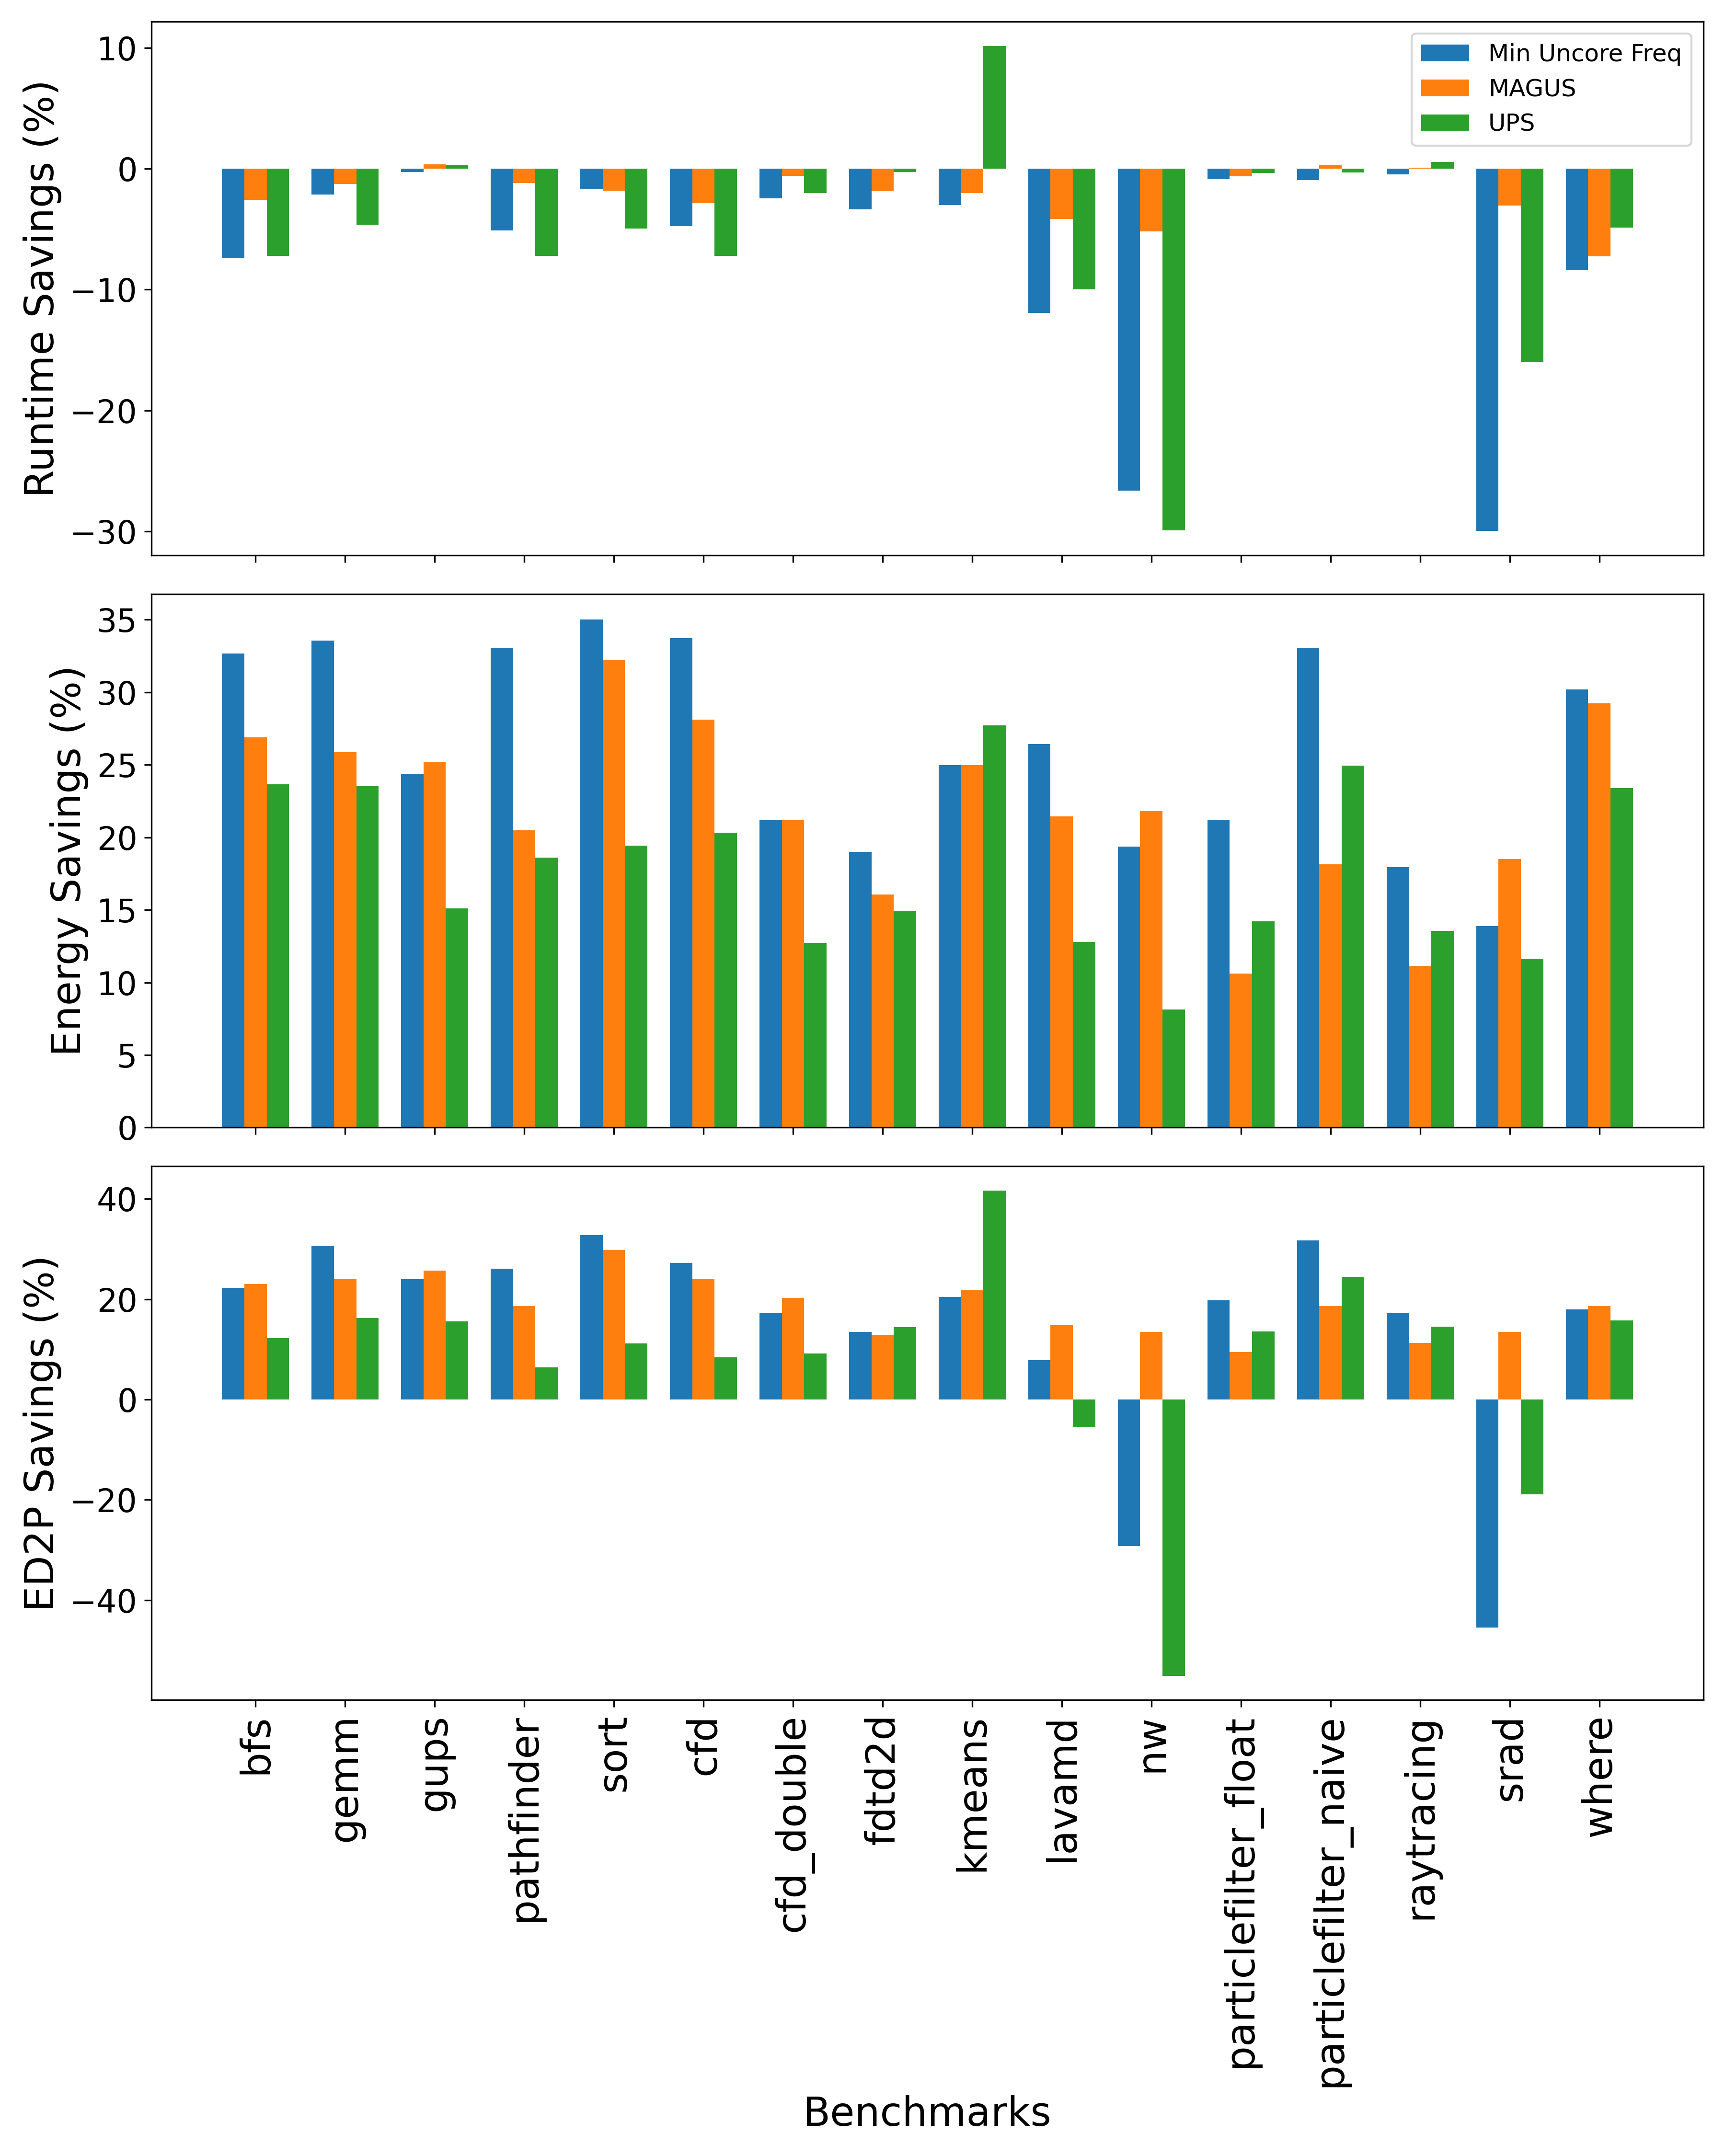 Runtime Savings (%)
10
0
−10
−20
−30
Min Uncore Freq
MAGUS
UPS
Energy Savings (%)
35
30
25
20
15
10
5
0
ED2P Savings (%)
40
20
0
−20
−40
bfs
gemm
gups
pathfinder
sort
cfd
cfd_double
fdtd2d
kmeans
lavamd
nw
particlefilter_float
particlefilter_naive
raytracing
srad
where
Benchmarks